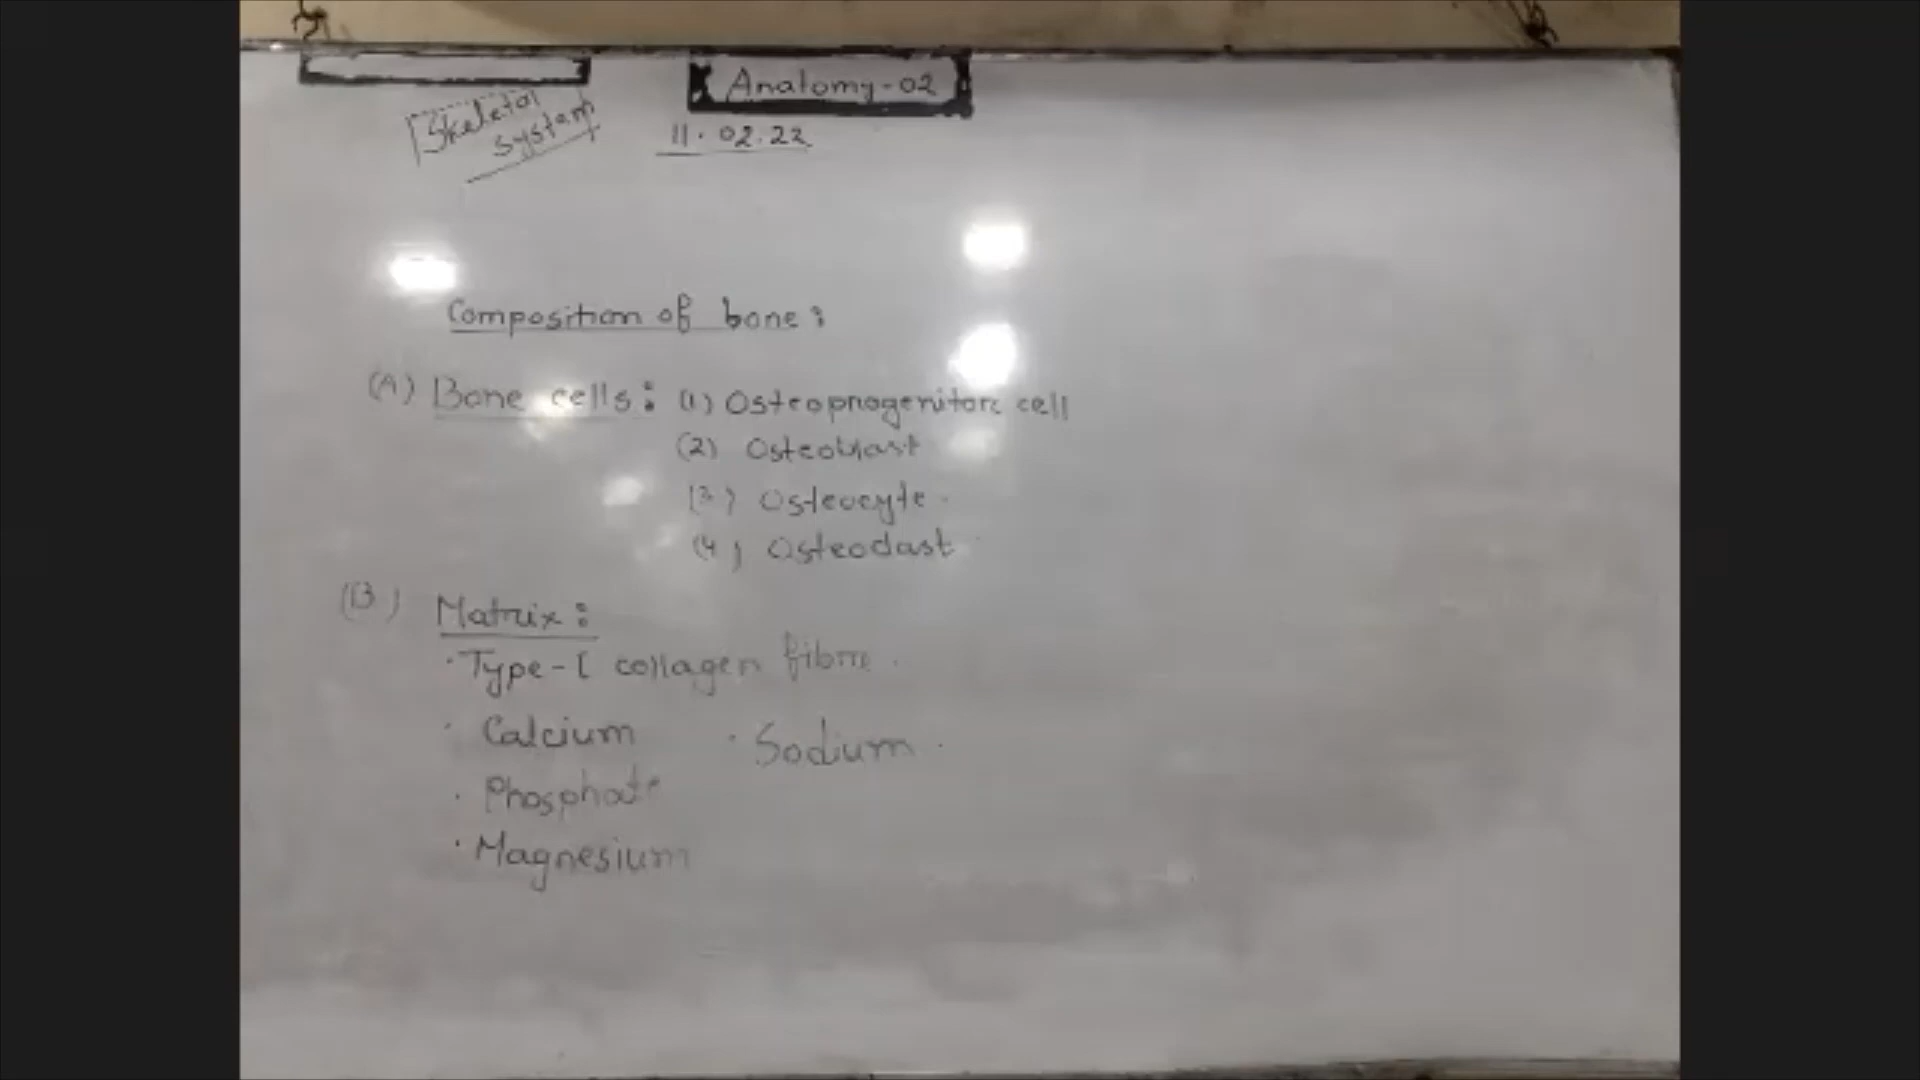 Anatomy-02
Skeletal
system
11.02.22
Composition of bone:
(A) Bone cells: (1) Osteoprogenitor cell
(2) Osteoblast
(3) Osteocyte
(4) Osteoclast
(B) Matrix:
· Type-I collagen fibre.
· Calcium · Sodium.
· Phosphate
· Magnesium